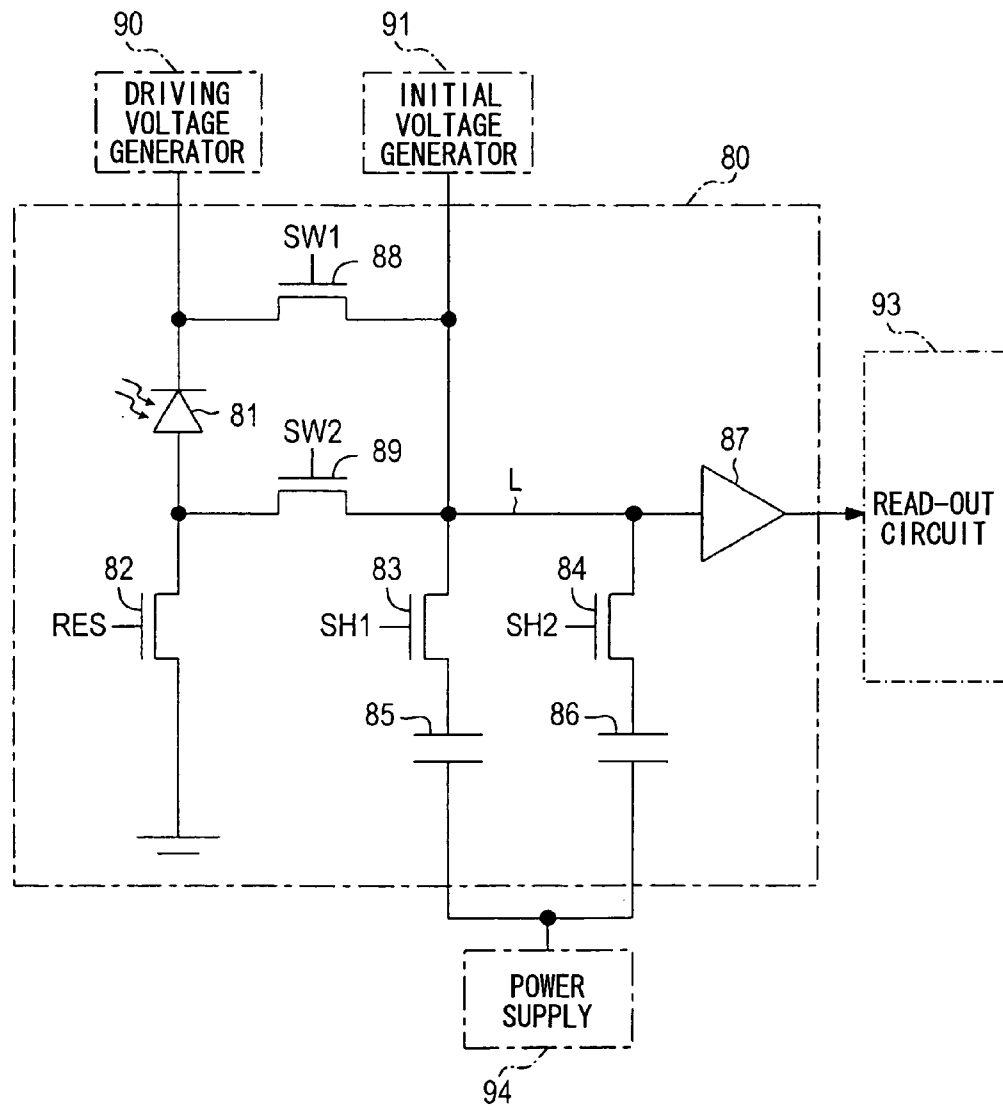 90
91
DRIVING
VOLTAGE
GENERATOR
INITIAL
VOLTAGE
GENERATOR
80
SW1
88
93
81
SW2
89
87
L
READ-OUT
CIRCUIT
82
83
84
RES
SH1
SH2
85
86
POWER
SUPPLY
94